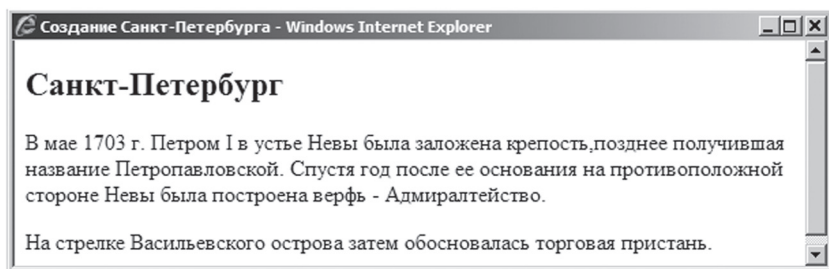 Создание Санкт-Петербурга - Windows Internet Explorer
Санкт-Петербург
В мае 1703 г. Петром I в устье Невы была заложена крепость,позднее получившая
название Петропавловской. Спустя год после ее основания на противоположной
стороне Невы была построена верфь - Адмиралтейство.
На стрелке Васильевского острова затем обосновалась торговая пристань.